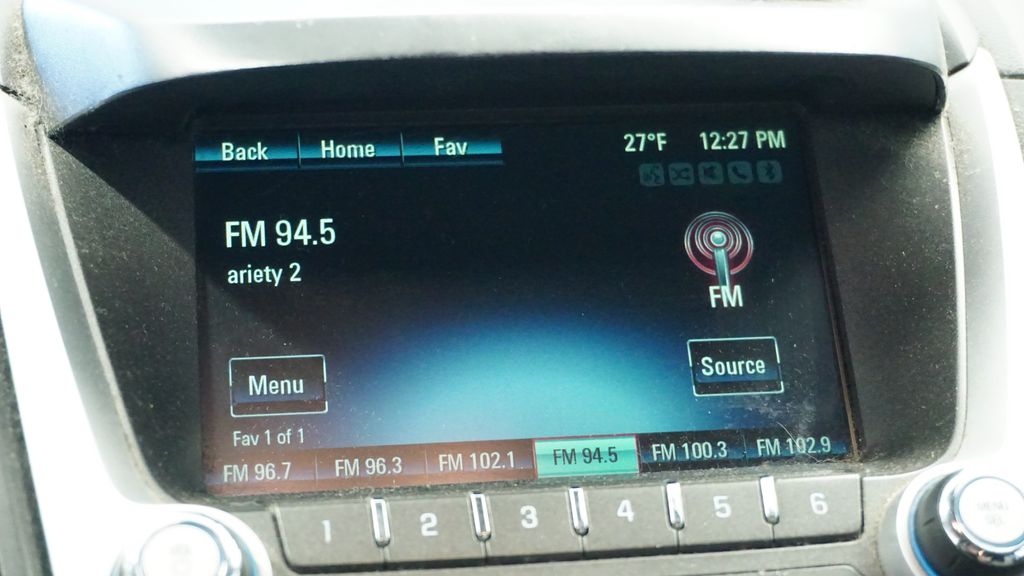 Back Home Fav 27°F 12:27 PM
FM 94.5
ariety 2
FM
Menu
Source
Fav 1 of 1
FM 96.7 FM 96.3 FM 102.1 FM 94.5 FM 100.3 FM 102.9
1 2 3 4 5 6
MENU
SEL